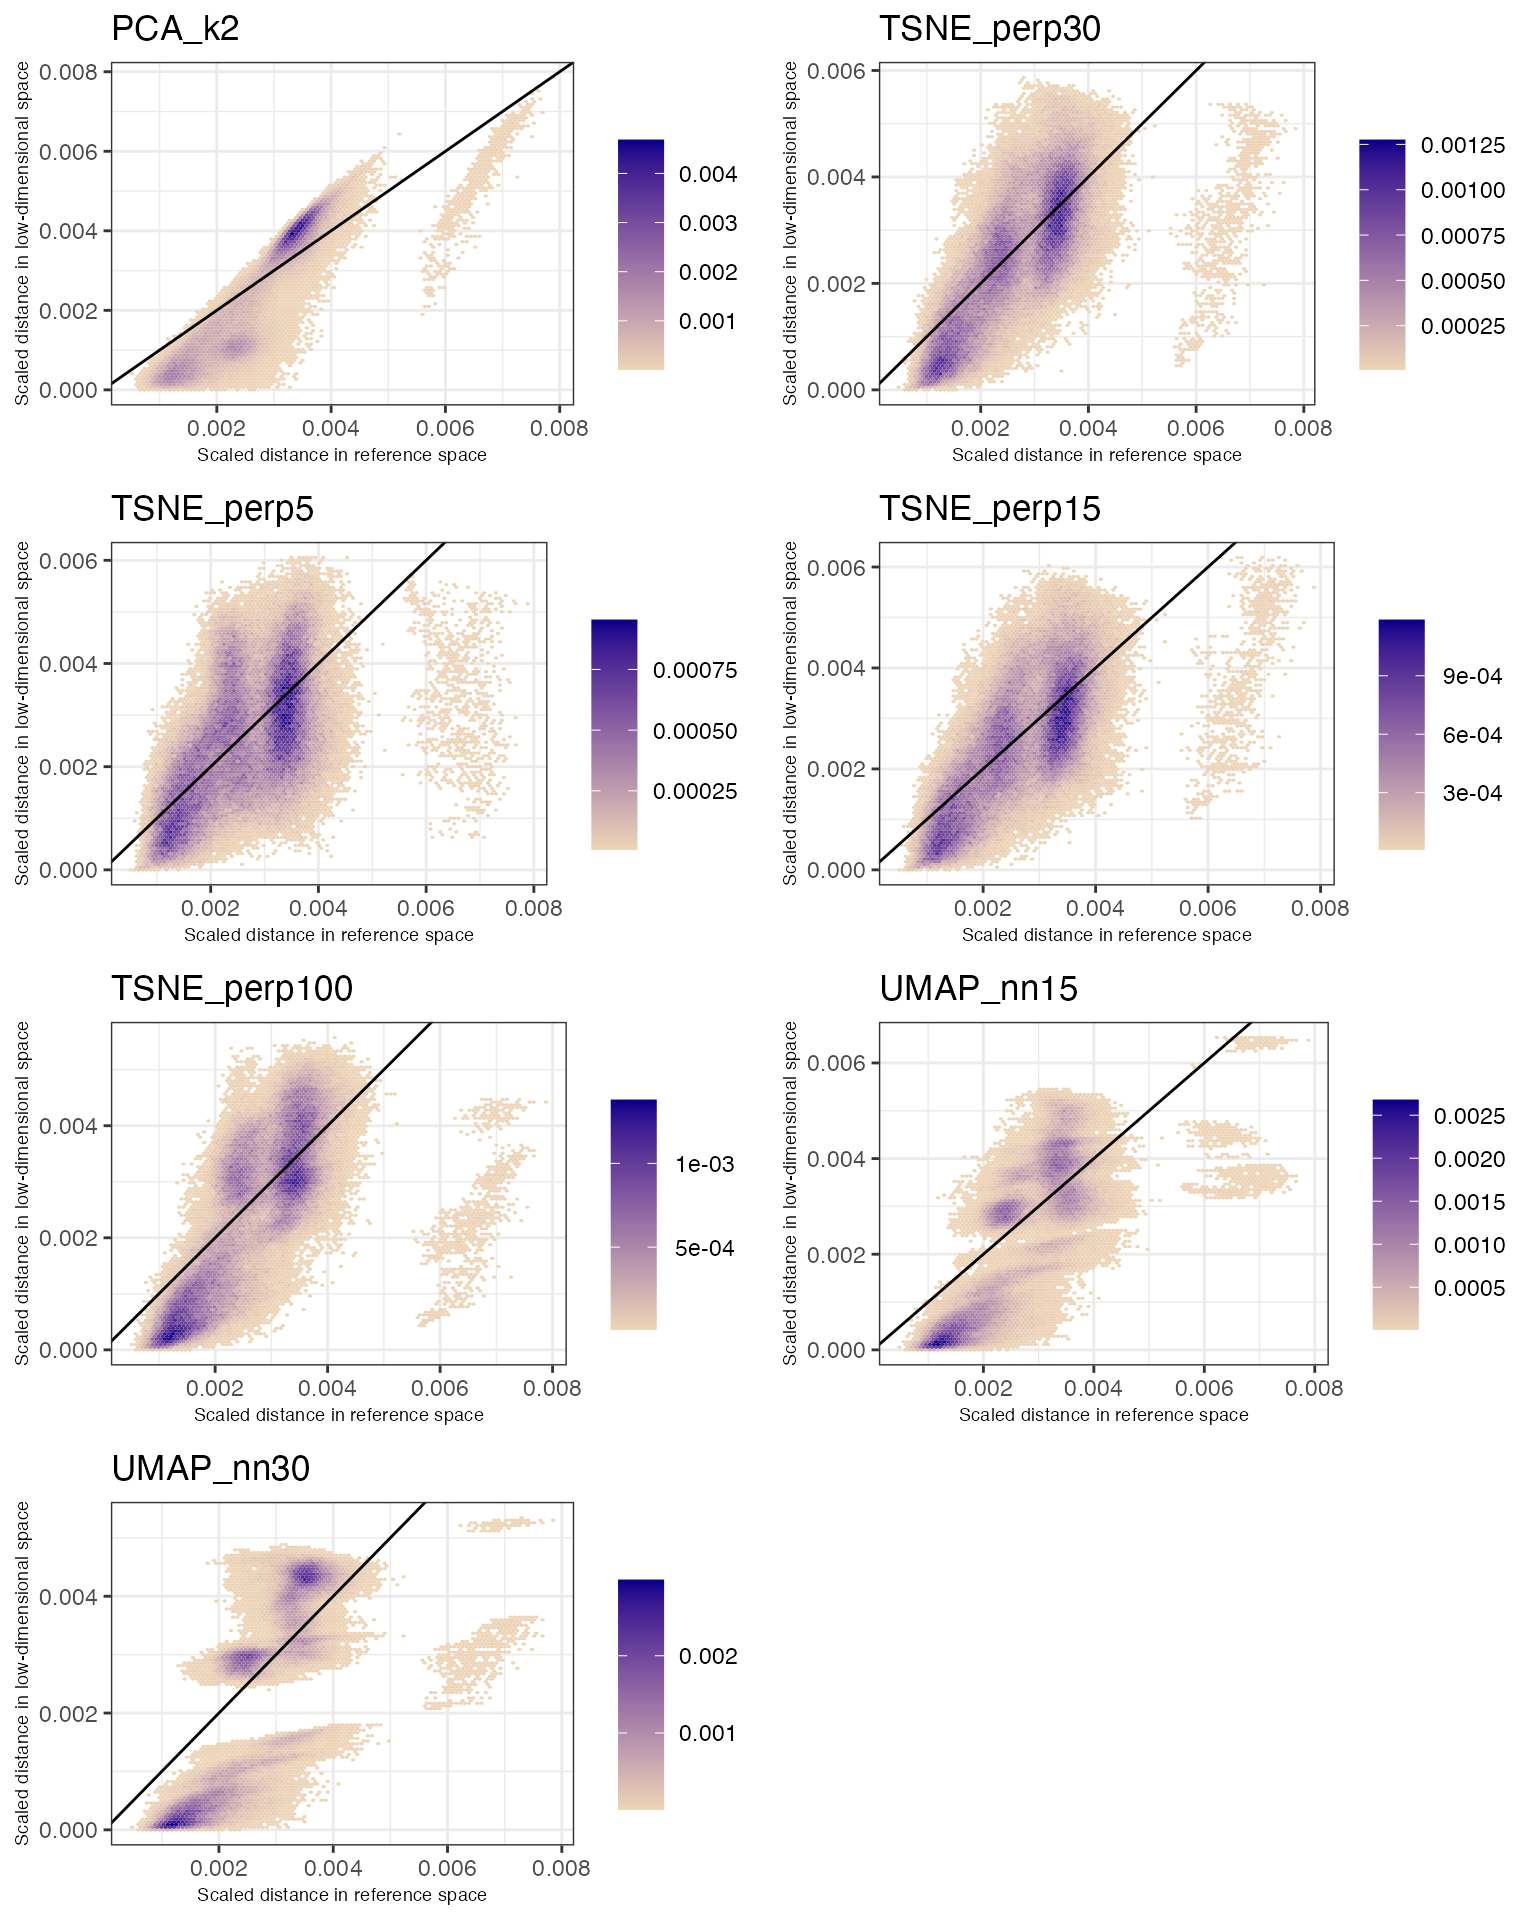 PCA_k2
Scaled distance in low-dimensional space
0.008
0.006
0.004
0.002
0.000
0.002 0.004 0.006 0.008
Scaled distance in reference space
0.004
0.003
0.002
0.001
TSNE_perp30
Scaled distance in low-dimensional space
0.006
0.004
0.002
0.000
0.002 0.004 0.006 0.008
Scaled distance in reference space
0.00125
0.00100
0.00075
0.00050
0.00025
TSNE_perp5
Scaled distance in low-dimensional space
0.006
0.004
0.002
0.000
0.002 0.004 0.006 0.008
Scaled distance in reference space
0.00075
0.00050
0.00025
TSNE_perp15
Scaled distance in low-dimensional space
0.006
0.004
0.002
0.000
0.002 0.004 0.006 0.008
Scaled distance in reference space
9e-04
6e-04
3e-04
TSNE_perp100
Scaled distance in low-dimensional space
0.004
0.002
0.000
0.002 0.004 0.006 0.008
Scaled distance in reference space
1e-03
5e-04
UMAP_nn15
Scaled distance in low-dimensional space
0.006
0.004
0.002
0.000
0.002 0.004 0.006 0.008
Scaled distance in reference space
0.0025
0.0020
0.0015
0.0010
0.0005
UMAP_nn30
Scaled distance in low-dimensional space
0.004
0.002
0.000
0.002 0.004 0.006 0.008
Scaled distance in reference space
0.002
0.001